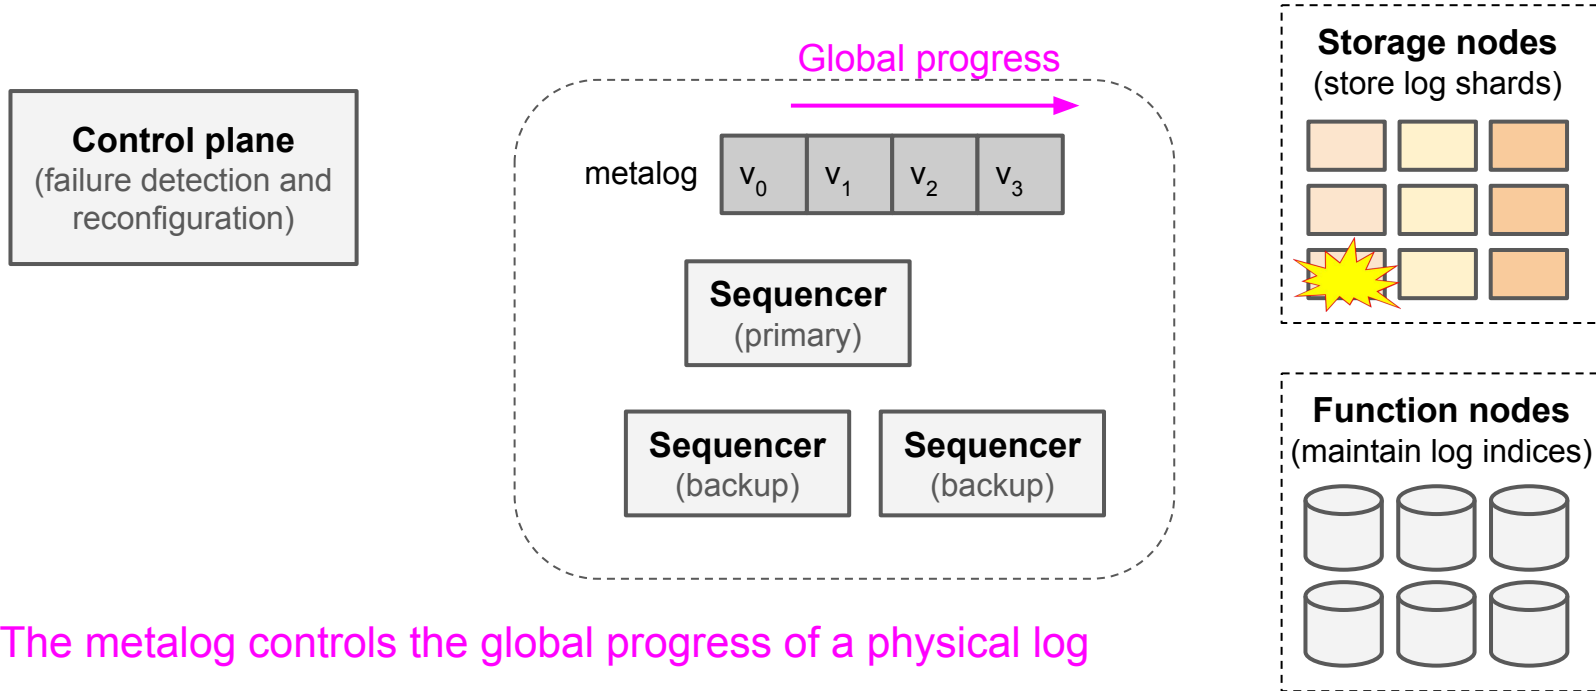 Control plane
(failure detection and
reconfiguration)
Global progress
metalog
v0
v1
v2
v3
Sequencer
(primary)
Sequencer
(backup)
Sequencer
(backup)
Storage nodes
(store log shards)
Function nodes
(maintain log indices)
The metalog controls the global progress of a physical log